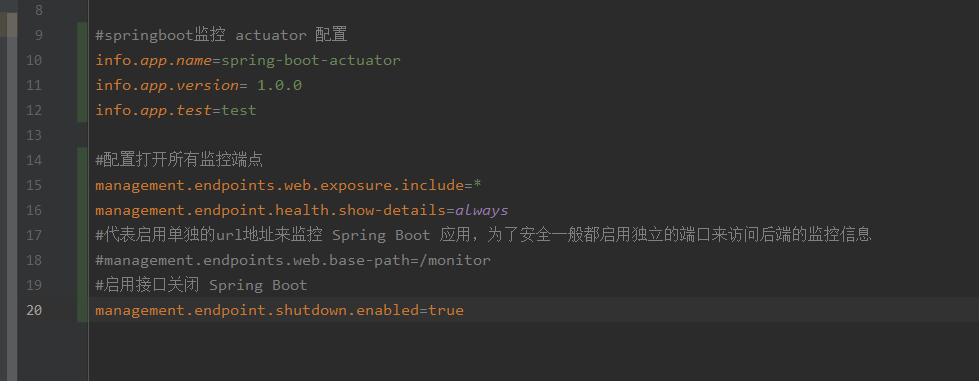 8
9 #springboot监控 actuator 配置
10 info.app.name=spring-boot-actuator
11 info.app.version= 1.0.0
12 info.app.test=test
13
14 #配置打开所有监控端点
15 management.endpoints.web.exposure.include=*
16 management.endpoint.health.show-details=always
17 #代表启用单独的url地址来监控 Spring Boot 应用，为了安全一般都启用独立的端口来访问后端的监控信息
18 #management.endpoints.web.base-path=/monitor
19 #启用接口关闭 Spring Boot
20 management.endpoint.shutdown.enabled=true